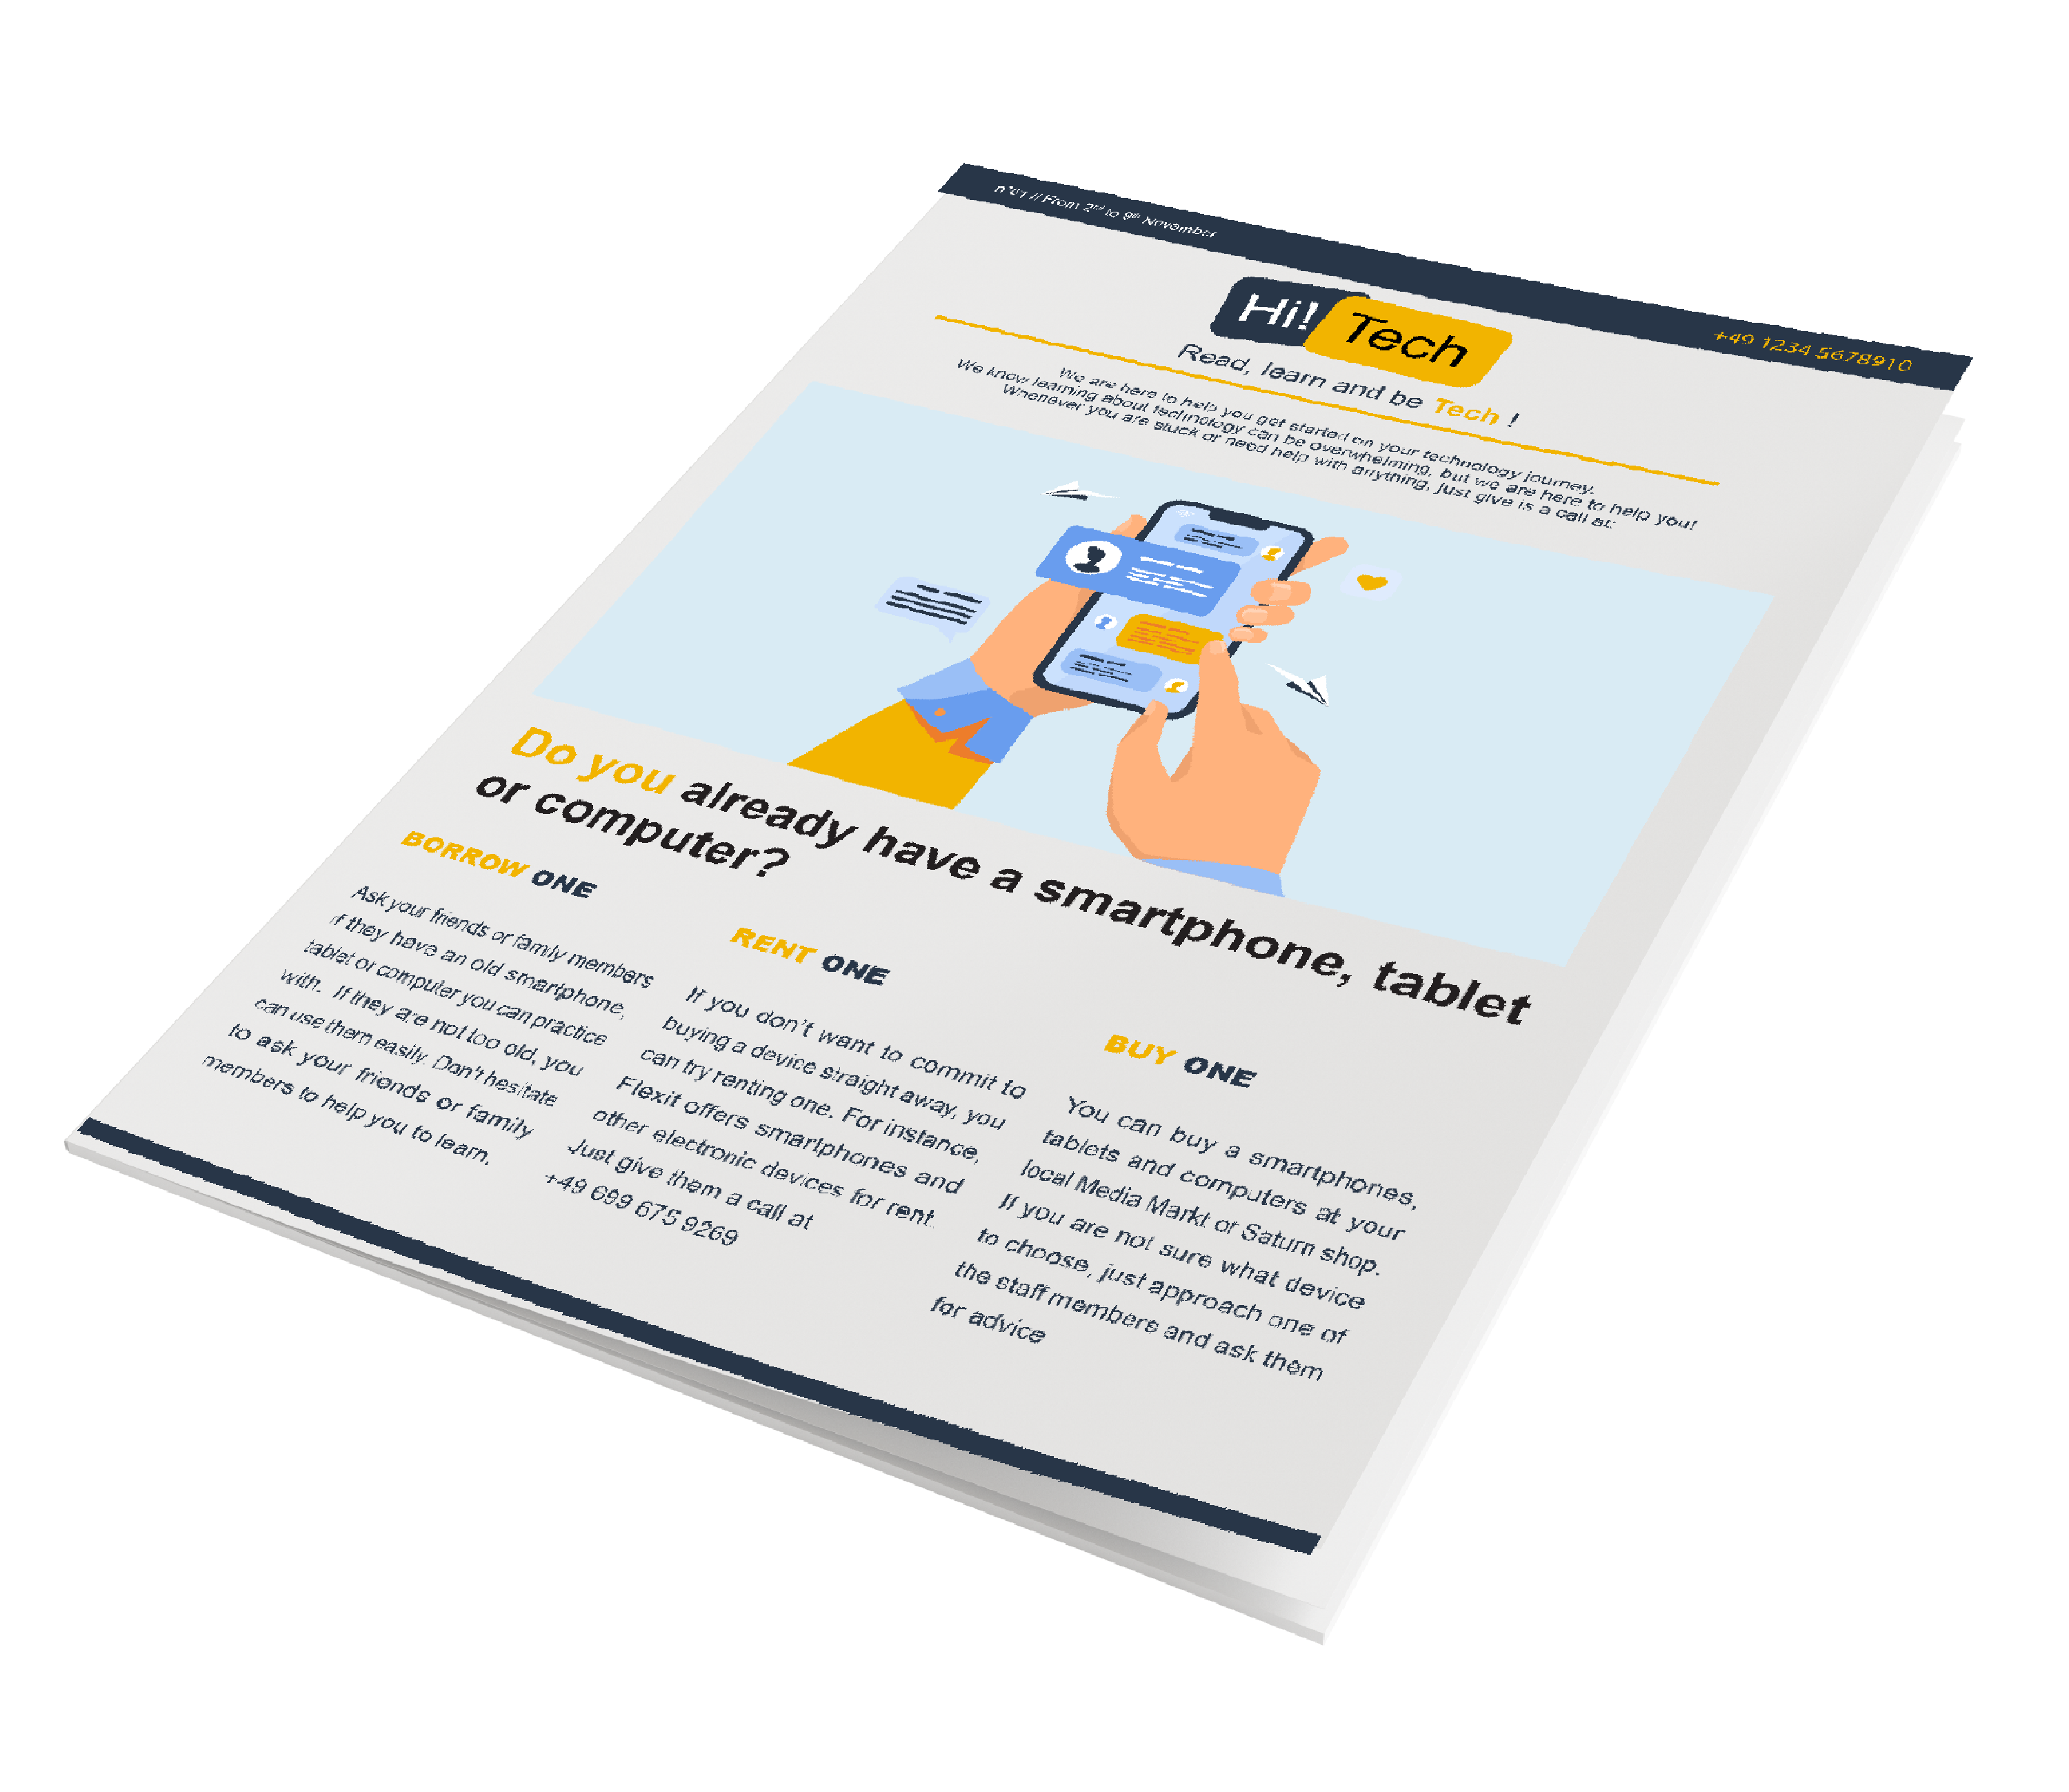 n°01 // From 2nd to 9th November
+49 1234 5678910
Hi! Tech
Read, learn and be Tech !
We are here to help you get started on your technology journey.
We know learning about technology can be overwhelming, but we are here to help you!
Whenever you are stuck or need help with anything, just give is a call at:
Do you already have a smartphone, tablet
or computer?
BORROW ONE
Ask your friends or family members
if they have an old smartphone,
tablet or computer you can practice
with. If they are not too old, you
can use them easily. Don't hesitate
to ask your friends or family
members to help you to learn.
RENT ONE
If you don't want to commit to
buying a device straight away, you
can try renting one. For instance,
Flexit offers smartphones and
other electronic devices for rent.
Just give them a call at
+49 699 675 9269
BUY ONE
You can buy a smartphones,
tablets and computers at your
local Media Markt or Saturn shop.
If you are not sure what device
to choose, just approach one of
the staff members and ask them
for advice